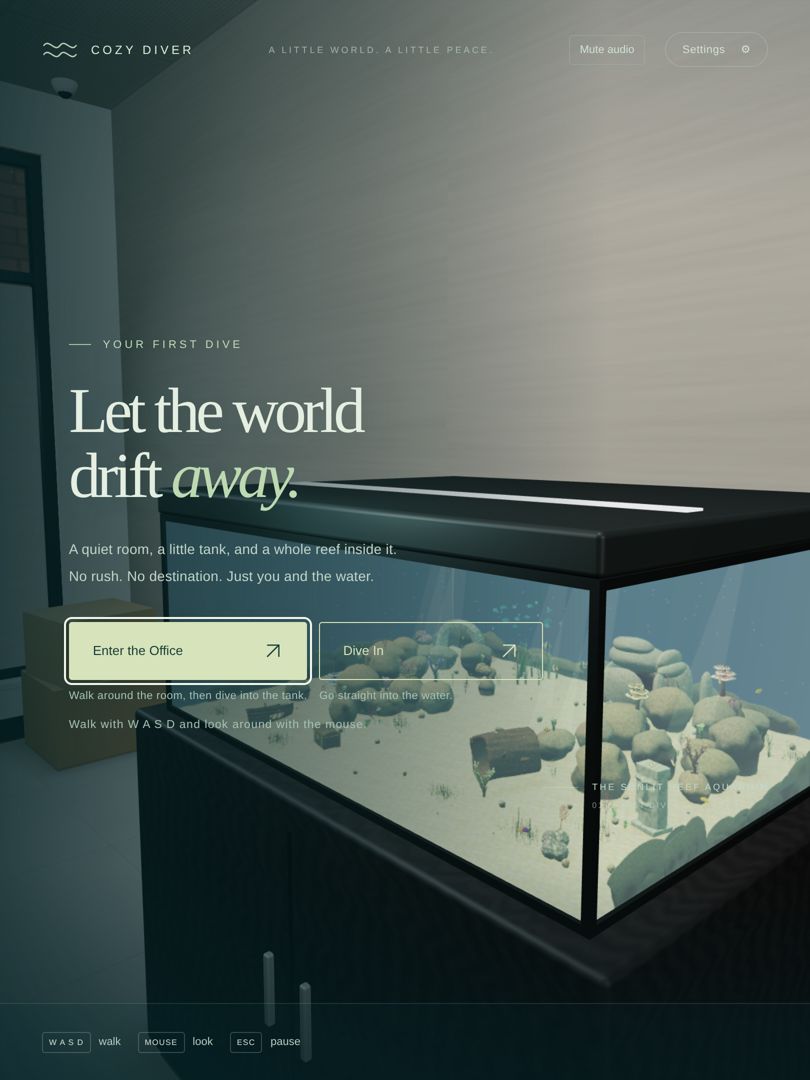 COZY DIVER
A LITTLE WORLD. A LITTLE PEACE.
Mute audio
Settings
YOUR FIRST DIVE
Let the world
drift away.
A quiet room, a little tank, and a whole reef inside it.
No rush. No destination. Just you and the water.
Enter the Office
Dive In
Walk around the room, then dive into the tank.
Go straight into the water.
Walk with W A S D and look around with the mouse.
THE SUNLIT REEF
W A S D walk
MOUSE look
ESC pause